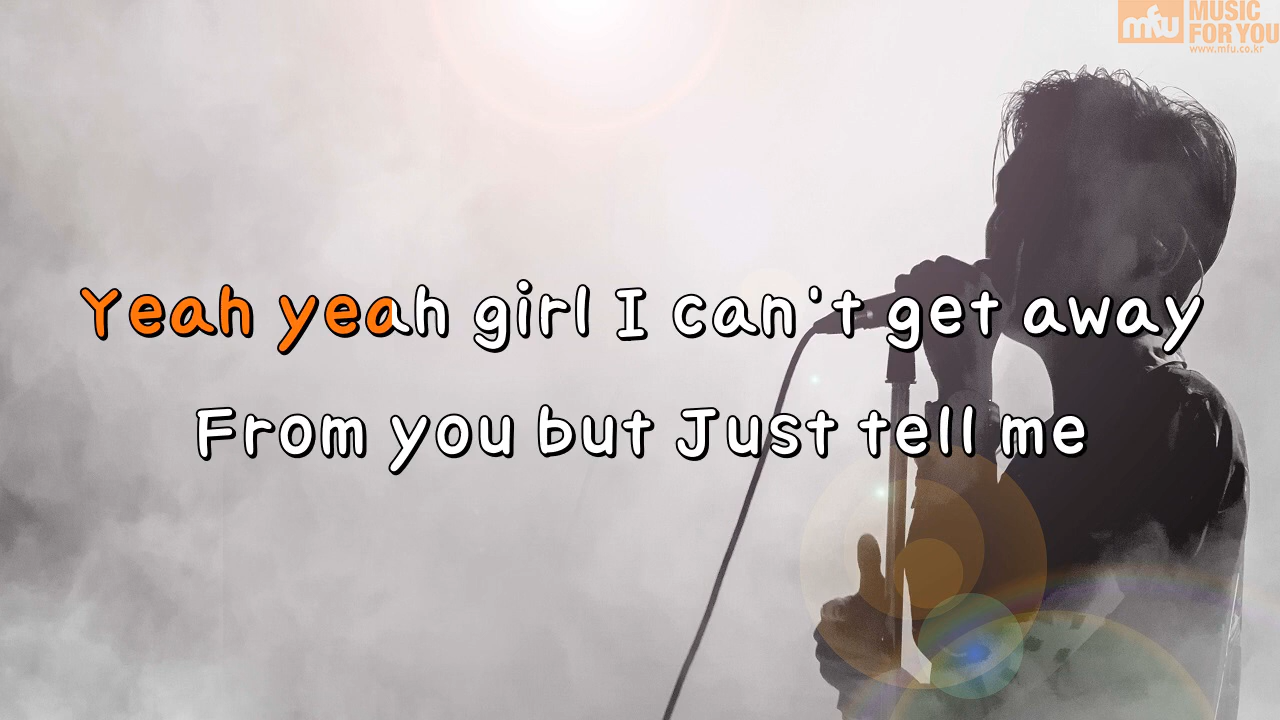 mfu MUSIC
FOR YOU
www.mfu.co.kr
Yeah yeah girl I can't get away
From you but Just tell me